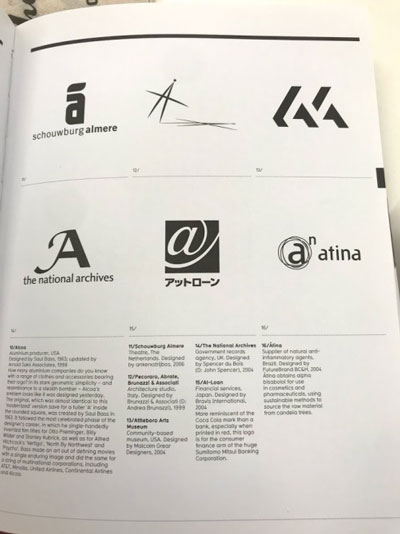 schouwburg almere
11/
12/
13/
A
the national archives
@
アットローン
an atina
14/
15/
16/
10/Alcoa
Aluminium producer, USA
Designed by Saul Bass, 1963; updated by
Arnold Saks Associates, 1999
How many aluminium companies do you know
with a range of clothes and accessories bearing
their logo? In its stark geometric simplicity – and
resemblance to a stealth bomber – Alcoa's
symbol looks like it was designed yesterday.
The original, which was almost identical to this
modernized version save for a fuller 'a' inside
the rounded square, was created by Saul Bass in
1963. It followed the most celebrated phase of the
designer's career, in which he single-handedly
invented film titles for Otto Preminger, Billy
Wilder and Stanley Kubrick, as well as for Alfred
Hitchcock's 'Vertigo', 'North By Northwest' and
'Psycho'. Bass made an art out of defining movies
with a single enduring image and did the same for
a string of multinational corporations, including
AT&T, Minolta, United Airlines, Continental Airlines
and Alcoa.
11/Schouwburg Almere
Theatre, The
Netherlands. Designed
by ankerxstrijbos, 2006
12/Pecoraro, Abrate,
Brunazzi & Associati
Architecture studio,
Italy. Designed by
Brunazzi & Associati (D:
Andrea Brunazzi), 1999
13/Attleboro Arts
Museum
Community-based
museum, USA. Designed
by Malcolm Grear
Designers, 2004
14/The National Archives
Government records
agency, UK. Designed
by Spencer du Bois
(D: John Spencer), 2004
15/At-Loan
Financial services,
Japan. Designed by
Bravis International,
2004
More reminiscent of the
Coca Cola mark than a
bank, especially when
printed in red, this logo
is for the consumer
finance arm of the huge
Sumitomo Mitsui Banking
Corporation.
16/Àtina
Supplier of natural anti-
inflammatory agents,
Brazil. Designed by
FutureBrand BC&H, 2004
Atina obtains alpha
bisabolol for use
in cosmetics and
pharmaceuticals, using
sustainable methods to
source the raw material
from candeia trees.